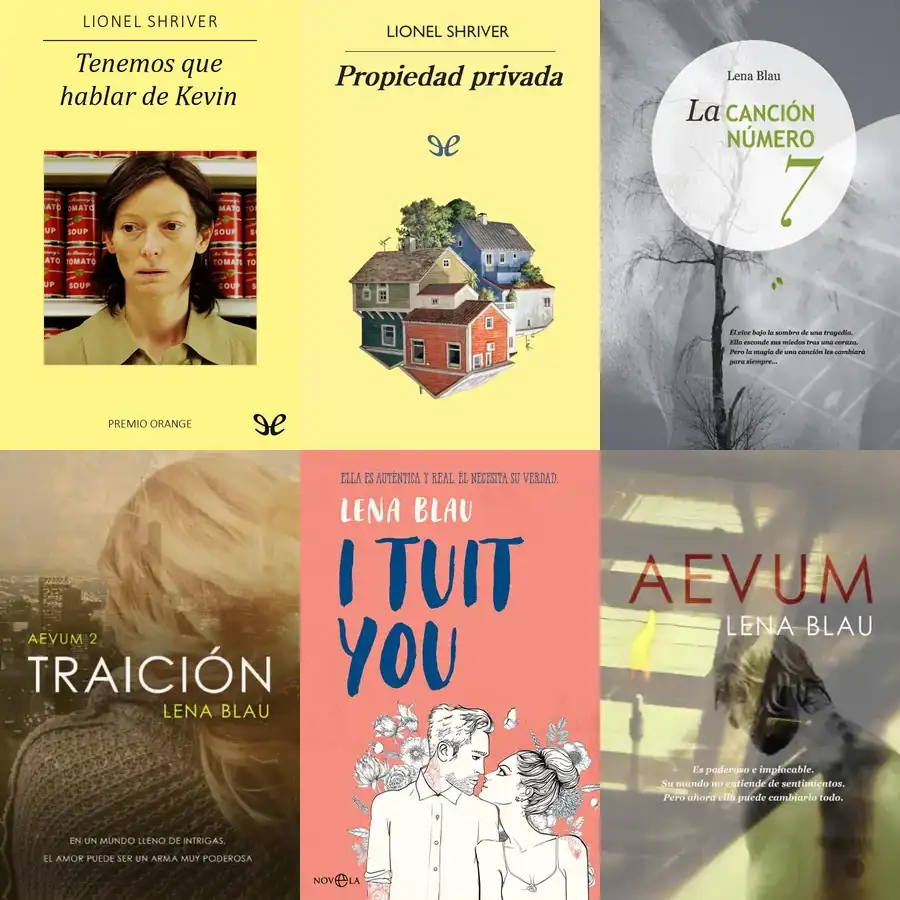 LIONEL SHRIVER
Tenemos que
hablar de Kevin
TOMATO
SOUP
TOMATO
SOUP
PREMIO ORANGE
LIONEL SHRIVER
Propiedad privada
Lena Blau
La CANCIÓN
NÚMERO
7
Él vive bajo la sombra de una tragedia.
Ella esconde sus miedos tras una coraza.
Pero la magia de una canción les cambiará
para siempre...
AEVUM 2
TRAICIÓN
LENA BLAU
EN UN MUNDO LLENO DE INTRIGAS,
EL AMOR PUEDE SER UN ARMA MUY PODEROSA
ELLA ES AUTÉNTICA Y REAL. ÉL NECESITA SU VERDAD.
LENA BLAU
I TUIT
YOU
NOVELA
AEVUM
LENA BLAU
Es poderoso e implacable.
Su mundo no entiende de sentimientos.
Pero ahora ella puede cambiarlo todo.